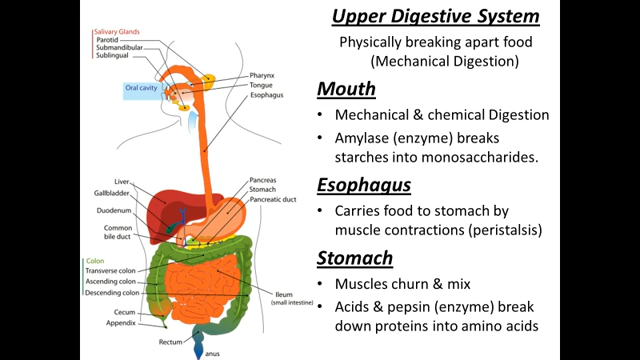 Salivary Glands
Parotid
Submandibular
Sublingual
Oral cavity
Pharynx
Tongue
Esophagus
Liver
Gallbladder
Duodenum
Common
bile duct
Pancreas
Stomach
Pancreatic duct
Colon
Transverse colon
Ascending colon
Descending colon
Cecum
Appendix
Ileum
(small intestine)
Rectum
anus
Upper Digestive System
Physically breaking apart food
(Mechanical Digestion)
Mouth
• Mechanical & chemical Digestion
• Amylase (enzyme) breaks
starches into monosaccharides.
Esophagus
• Carries food to stomach by
muscle contractions (peristalsis)
Stomach
• Muscles churn & mix
• Acids & pepsin (enzyme) break
down proteins into amino acids